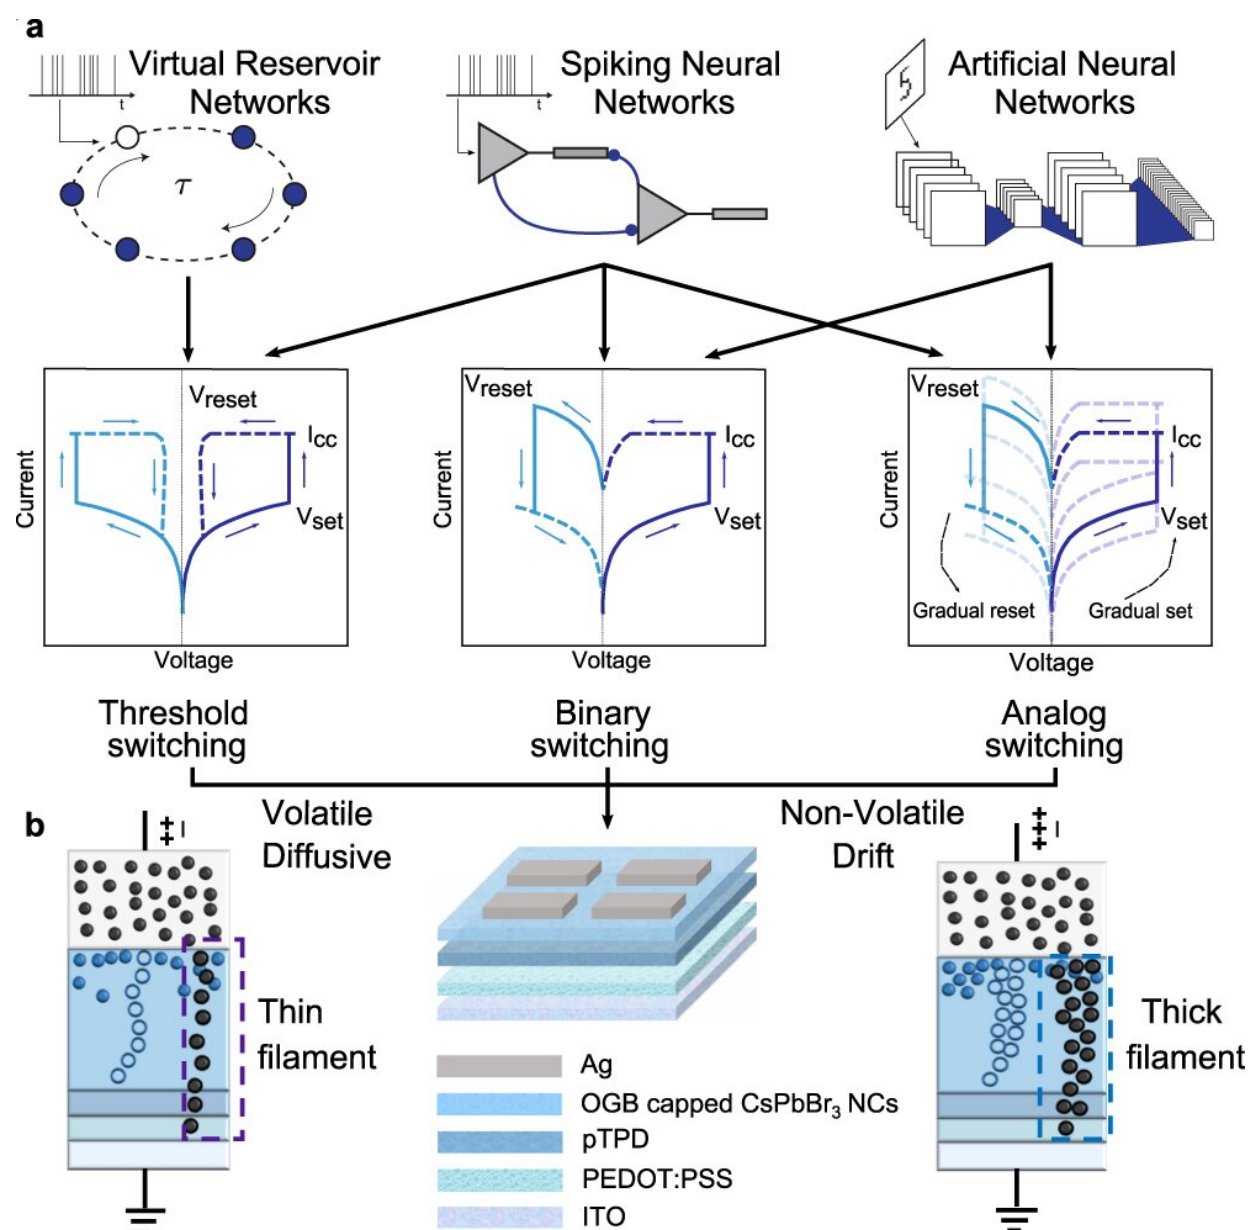 a
Virtual Reservoir
Networks
t
τ
Spiking Neural
Networks
t
Artificial Neural
Networks
5
Vreset
Icc
Vset
Current
Voltage
Threshold
switching
Vreset
Icc
Vset
Current
Voltage
Binary
switching
Vreset
Icc
Vset
Current
Gradual reset
Gradual set
Voltage
Analog
switching
b
Volatile
Diffusive
Non-Volatile
Drift
Thin
filament
Thick
filament
Ag
OGB capped CsPbBr₃ NCs
pTPD
PEDOT:PSS
ITO